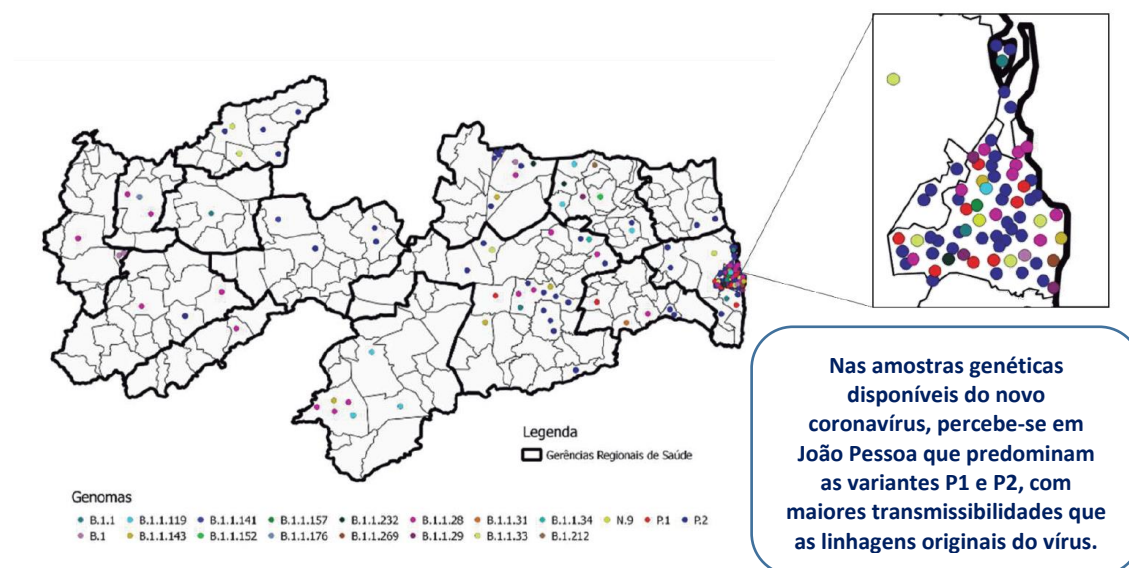 Nas amostras genéticas
disponíveis do novo
coronavírus, percebe-se em
João Pessoa que predominam
as variantes P1 e P2, com
maiores transmissibilidades que
as linhagens originais do vírus.
Legenda
Gerências Regionais de Saúde
Genomas
B.1.1 B.1.1.119 B.1.1.141 B.1.1.157 B.1.1.232 B.1.1.28 B.1.1.31 B.1.1.34 N.9 P.1 P.2
B.1 B.1.1.143 B.1.1.152 B.1.1.176 B.1.1.269 B.1.1.29 B.1.1.33 B.1.212